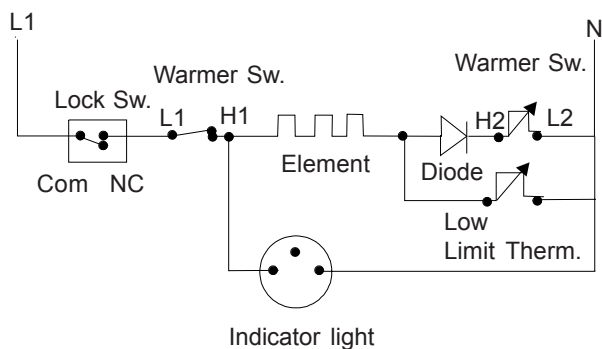 L1
N
Warmer Sw.
Warmer Sw.
Lock Sw.
L1
H1
H2
L2
Com NC
Element
Diode
Low
Limit Therm.
Indicator light